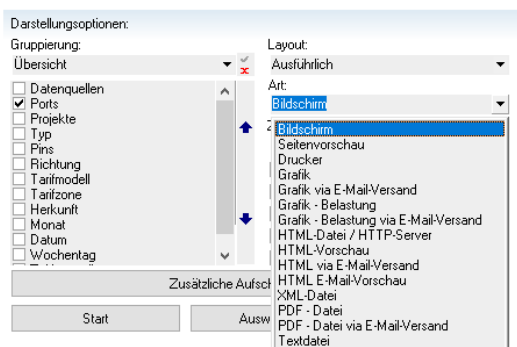 Darstellungsoptionen:
Gruppierung:
Übersicht
Datenquellen
Ports
Projekte
Typ
Pins
Richtung
Tarifmodell
Tarifzone
Herkunft
Monat
Datum
Wochentag
Layout:
Ausführlich
Art:
Bildschirm
Bildschirm
Seitenvorschau
Drucker
Grafik
Grafik via E-Mail-Versand
Grafik - Belastung
Grafik - Belastung via E-Mail-Versand
HTML-Datei / HTTP-Server
HTML-Vorschau
HTML via E-Mail-Versand
HTML E-Mail-Vorschau
XML-Datei
PDF - Datei
PDF - Datei via E-Mail-Versand
Textdatei
Zusätzliche
Start